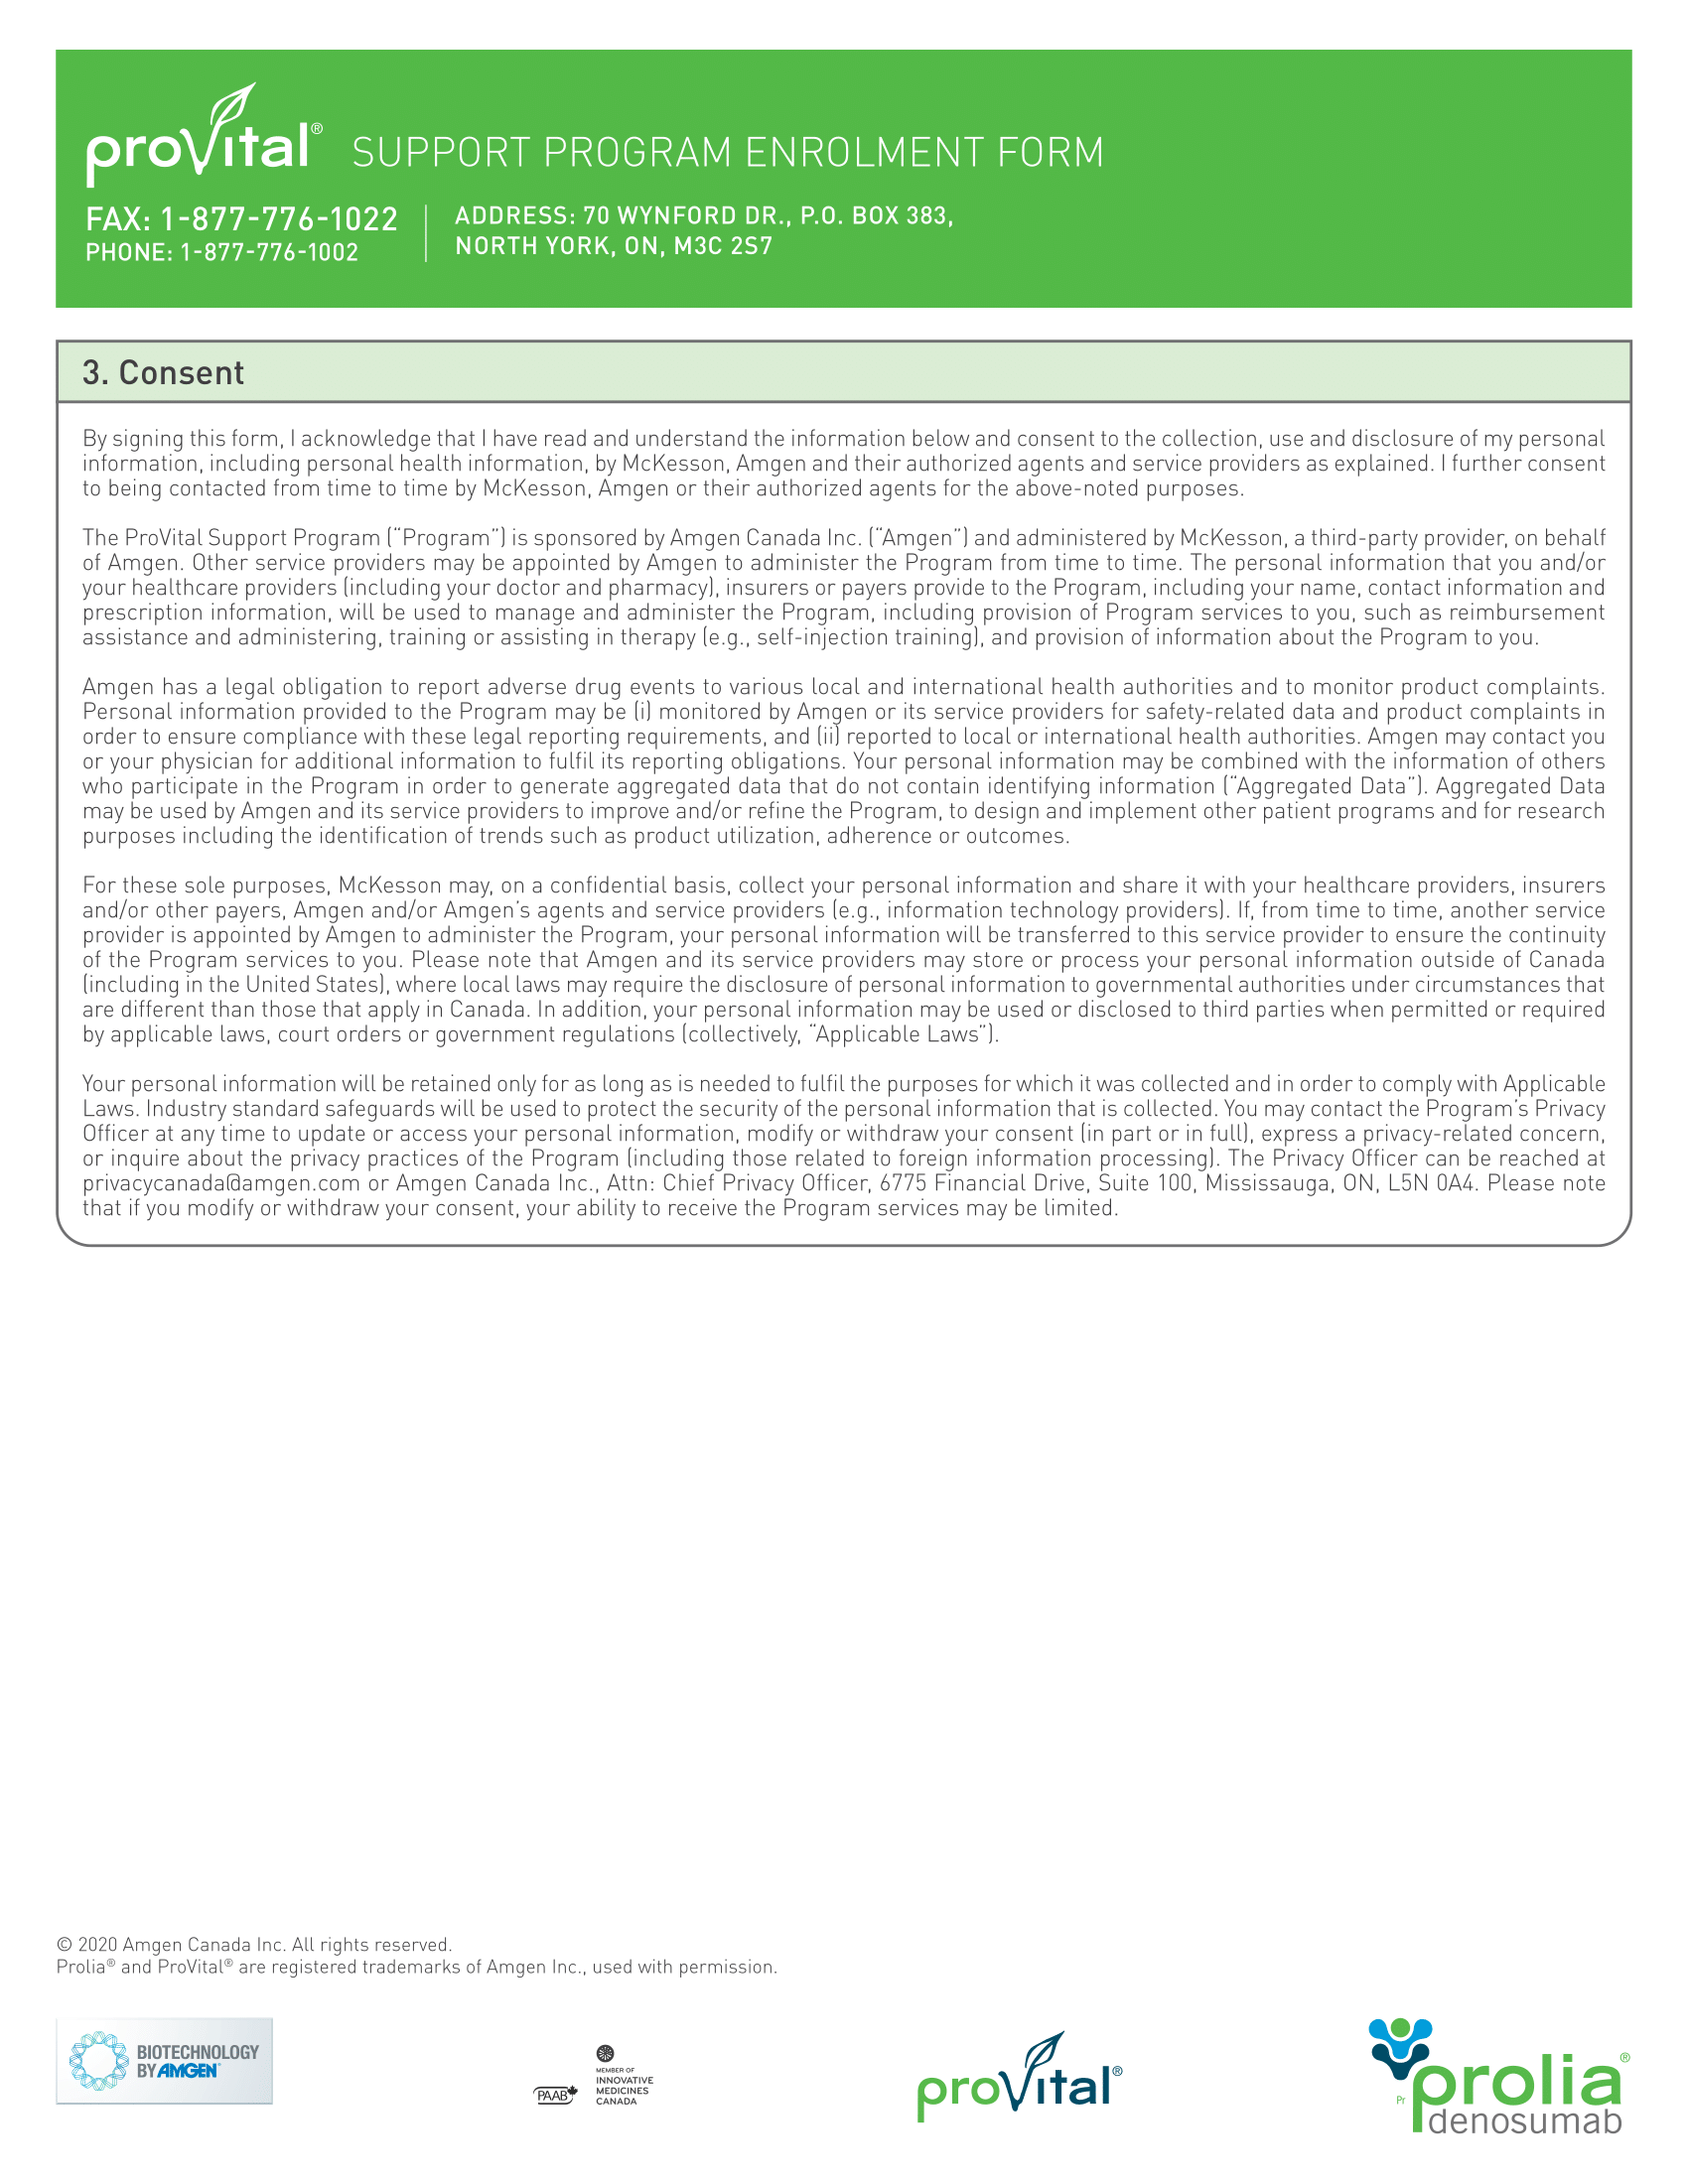 proVital® SUPPORT PROGRAM ENROLMENT FORM
FAX: 1-877-776-1022
PHONE: 1-877-776-1002
ADDRESS: 70 WYNFORD DR., P.O. BOX 383,
NORTH YORK, ON, M3C 2S7
3. Consent
By signing this form, I acknowledge that I have read and understand the information below and consent to the collection, use and disclosure of my personal
information, including personal health information, by McKesson, Amgen and their authorized agents and service providers as explained. I further consent
to being contacted from time to time by McKesson, Amgen or their authorized agents for the above-noted purposes.
The ProVital Support Program (“Program”) is sponsored by Amgen Canada Inc. (“Amgen”) and administered by McKesson, a third-party provider, on behalf
of Amgen. Other service providers may be appointed by Amgen to administer the Program from time to time. The personal information that you and/or
your healthcare providers (including your doctor and pharmacy), insurers or payers provide to the Program, including your name, contact information and
prescription information, will be used to manage and administer the Program, including provision of Program services to you, such as reimbursement
assistance and administering, training or assisting in therapy (e.g., self-injection training), and provision of information about the Program to you.
Amgen has a legal obligation to report adverse drug events to various local and international health authorities and to monitor product complaints.
Personal information provided to the Program may be (i) monitored by Amgen or its service providers for safety-related data and product complaints in
order to ensure compliance with these legal reporting requirements, and (ii) reported to local or international health authorities. Amgen may contact you
or your physician for additional information to fulfil its reporting obligations. Your personal information may be combined with the information of others
who participate in the Program in order to generate aggregated data that do not contain identifying information (“Aggregated Data”). Aggregated Data
may be used by Amgen and its service providers to improve and/or refine the Program, to design and implement other patient programs and for research
purposes including the identification of trends such as product utilization, adherence or outcomes.
For these sole purposes, McKesson may, on a confidential basis, collect your personal information and share it with your healthcare providers, insurers
and/or other payers, Amgen and/or Amgen’s agents and service providers (e.g., information technology providers). If, from time to time, another service
provider is appointed by Amgen to administer the Program, your personal information will be transferred to this service provider to ensure the continuity
of the Program services to you. Please note that Amgen and its service providers may store or process your personal information outside of Canada
(including in the United States), where local laws may require the disclosure of personal information to governmental authorities under circumstances that
are different than those that apply in Canada. In addition, your personal information may be used or disclosed to third parties when permitted or required
by applicable laws, court orders or government regulations (collectively, “Applicable Laws”).
Your personal information will be retained only for as long as is needed to fulfil the purposes for which it was collected and in order to comply with Applicable
Laws. Industry standard safeguards will be used to protect the security of the personal information that is collected. You may contact the Program’s Privacy
Officer at any time to update or access your personal information, modify or withdraw your consent (in part or in full), express a privacy-related concern,
or inquire about the privacy practices of the Program (including those related to foreign information processing). The Privacy Officer can be reached at
privacycanada@amgen.com or Amgen Canada Inc., Attn: Chief Privacy Officer, 6775 Financial Drive, Suite 100, Mississauga, ON, L5N 0A4. Please note
that if you modify or withdraw your consent, your ability to receive the Program services may be limited.
© 2020 Amgen Canada Inc. All rights reserved.
Prolia® and ProVital® are registered trademarks of Amgen Inc., used with permission.
BIOTECHNOLOGY
BY AMGEN
PAAB
MEMBER OF
INNOVATIVE
MEDICINES
CANADA
proVital®
Pr prolia®
denosumab